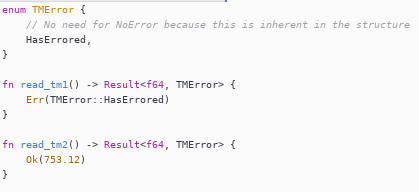 enum TMError {
    // No need for NoError because this is inherent in the structure
    HasErrored,
}

fn read_tm1() -> Result<f64, TMError> {
    Err(TMError::HasErrored)
}

fn read_tm2() -> Result<f64, TMError> {
    Ok(753.12)
}